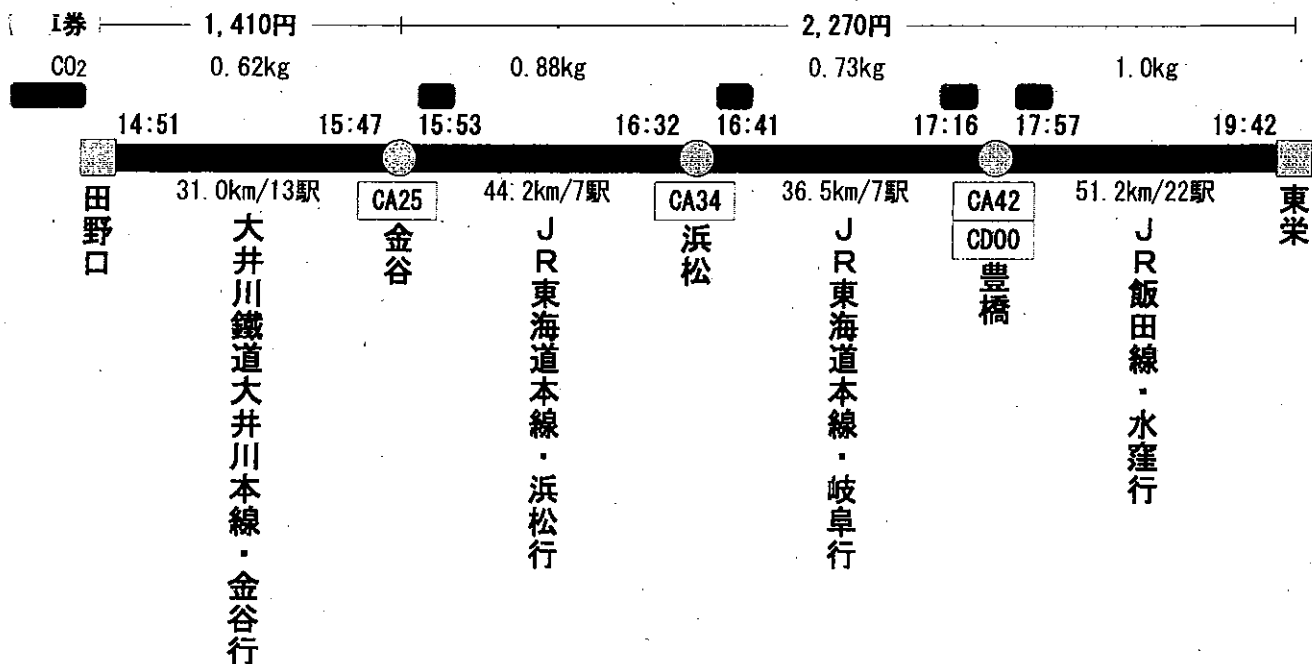 I券 1,410円 2,270円
CO2 0.62kg 0.88kg 0.73kg 1.0kg
14:51 15:47 15:53 16:32 16:41 17:16 17:57 19:42
31.0km/13駅 44.2km/7駅 36.5km/7駅 51.2km/22駅
CA25 CA34 CA42
CD00
田野口
大井川鐵道大井川本線・金谷行
金谷
JR東海道本線・浜松行
浜松
JR東海道本線・岐阜行
豊橋
JR飯田線・水窪行
東栄